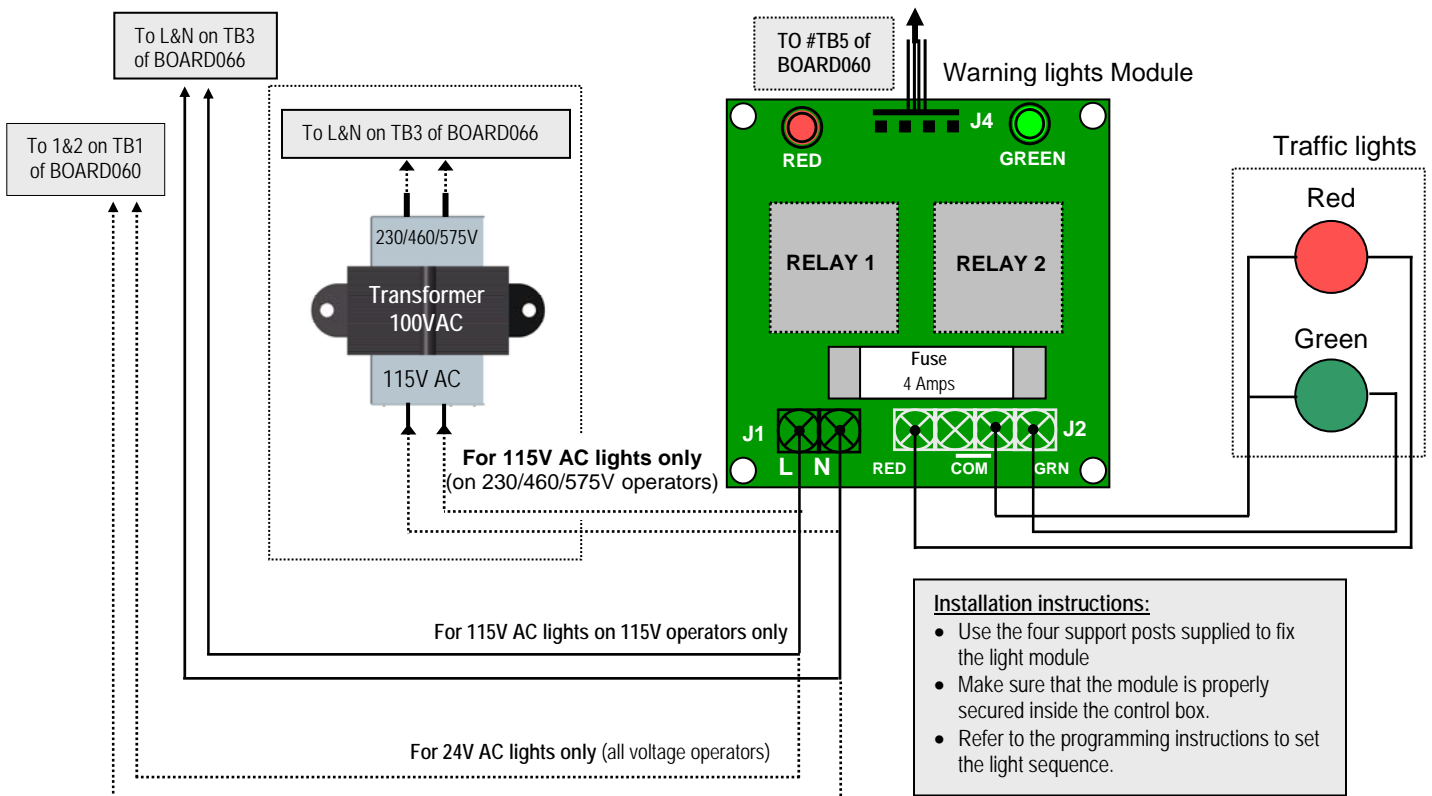 To L&N on TB3
of BOARD066
To 1&2 on TB1
of BOARD060
To L&N on TB3 of BOARD066
230/460/575V
Transformer
100VAC
115V AC
For 115V AC lights only
(on 230/460/575V operators)
For 115V AC lights on 115V operators only
For 24V AC lights only (all voltage operators)
TO #TB5 of
BOARD060
Warning lights Module
J4
RED
GREEN
RELAY 1
RELAY 2
Fuse
4 Amps
J1
J2
L N
RED
COM
GRN
Traffic lights
Red
Green
Installation instructions:
• Use the four support posts supplied to fix
the light module
• Make sure that the module is properly
secured inside the control box.
• Refer to the programming instructions to set
the light sequence.